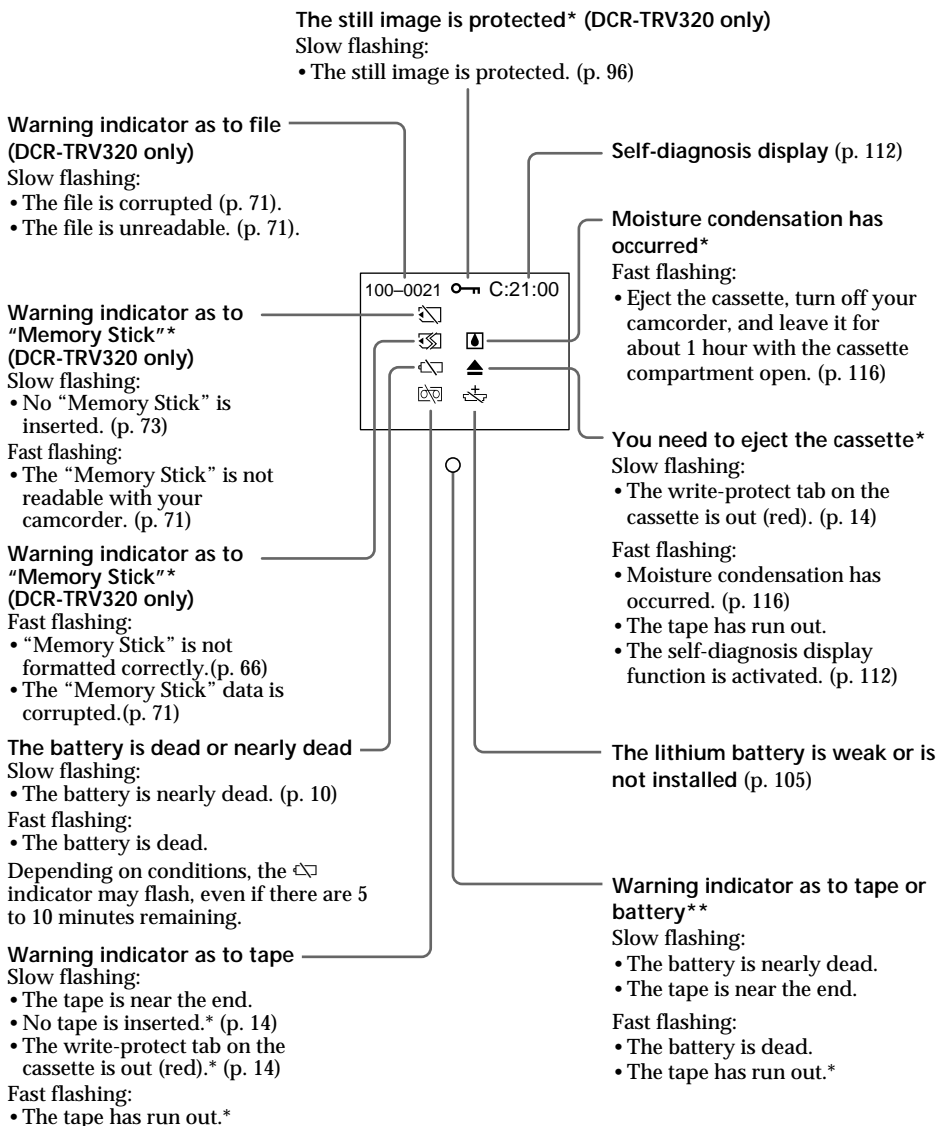 The still image is protected* (DCR-TRV320 only)
Slow flashing:
•The still image is protected. (p. 96)
Warning indicator as to file
(DCR-TRV320 only)
Slow flashing:
•The file is corrupted (p. 71).
•The file is unreadable. (p. 71).
Warning indicator as to
“Memory Stick”*
(DCR-TRV320 only)
Slow flashing:
•No “Memory Stick” is
inserted. (p. 73)
Fast flashing:
•The “Memory Stick” is not
readable with your
camcorder. (p. 71)
Warning indicator as to
“Memory Stick”*
(DCR-TRV320 only)
Fast flashing:
•“Memory Stick” is not
formatted correctly.(p. 66)
•The “Memory Stick” data is
corrupted.(p. 71)
The battery is dead or nearly dead
Slow flashing:
•The battery is nearly dead. (p. 10)
Fast flashing:
•The battery is dead.
Depending on conditions, the
indicator may flash, even if there are 5
to 10 minutes remaining.
Warning indicator as to tape
Slow flashing:
•The tape is near the end.
•No tape is inserted.* (p. 14)
•The write-protect tab on the
cassette is out (red).* (p. 14)
Fast flashing:
•The tape has run out.*
100–0021 C:21:00
Self-diagnosis display (p. 112)
Moisture condensation has
occurred*
Fast flashing:
•Eject the cassette, turn off your
camcorder, and leave it for
about 1 hour with the cassette
compartment open. (p. 116)
You need to eject the cassette*
Slow flashing:
•The write-protect tab on the
cassette is out (red). (p. 14)
Fast flashing:
•Moisture condensation has
occurred. (p. 116)
•The tape has run out.
•The self-diagnosis display
function is activated. (p. 112)
The lithium battery is weak or is
not installed (p. 105)
Warning indicator as to tape or
battery**
Slow flashing:
•The battery is nearly dead.
•The tape is near the end.
Fast flashing:
•The battery is dead.
•The tape has run out.*